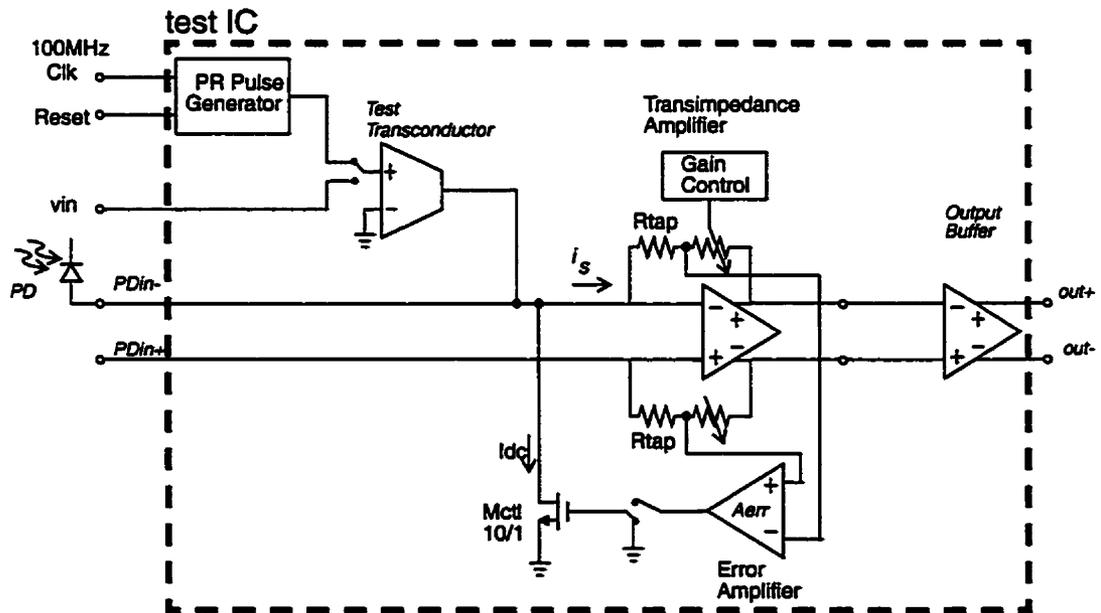 test IC
100MHz
Clk
Reset
PR Pulse
Generator
Test
Transconductor
vin
Transimpedance
Amplifier
Gain
Control
Rtap
Output
Buffer
PD
PDin-
PDin+
is
+
-
-
+
-
+
-
+
-
+
out+
out-
Rtap
Idc
Mctl
10/1
Aerr
+
-
Error
Amplifier